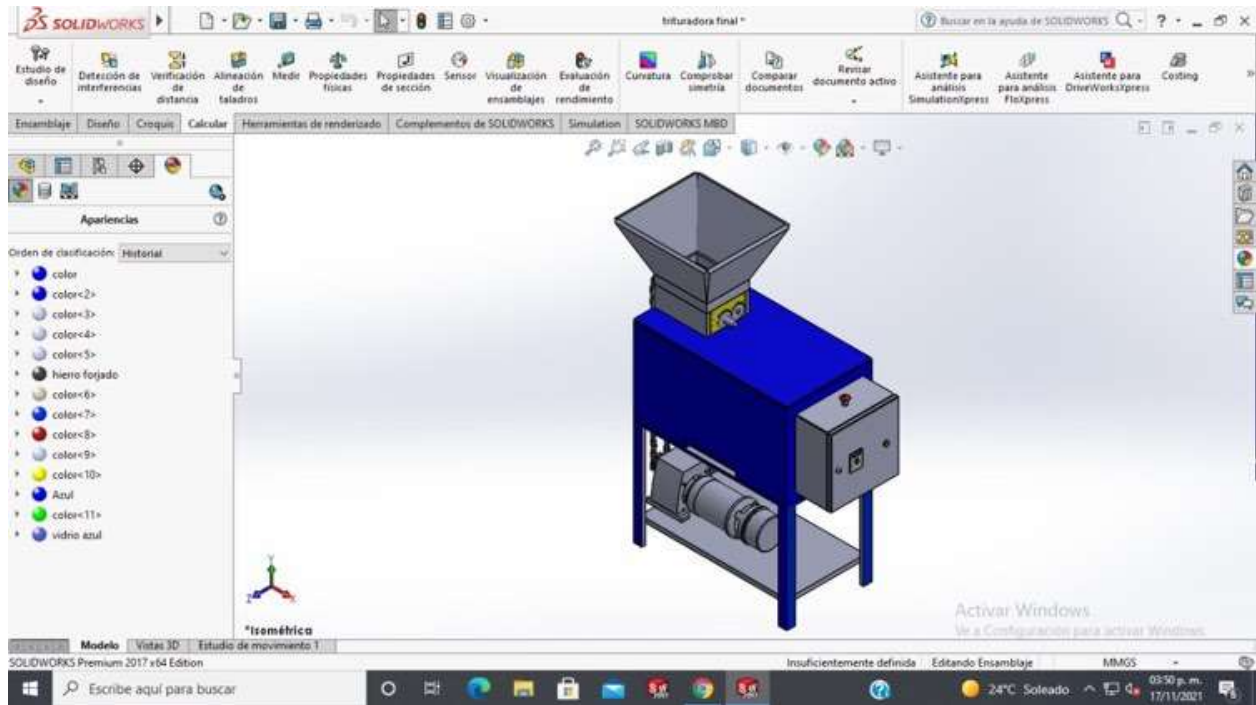 SOLIDWORKS
trituradora final *
Buscar en la ayuda de SOLIDWORKS
Estudio de diseño
Detección de interferencias
Verificación de distancia
Alineación de taladros
Medir
Propiedades físicas
Propiedades de sección
Sensor
Visualización de ensamblajes
Evaluación de rendimiento
Curvatura
Comprobar simetría
Comparar documentos
Revisar documento activo
Asistente para análisis SimulationXpress
Asistente para análisis FloXpress
Asistente para DriveWorksXpress
Costing
Ensamblaje Diseño Croquis Calcular Herramientas de renderizado Complementos de SOLIDWORKS Simulation SOLIDWORKS MBD
Apariencias
Orden de clasificación: Historial
color
color<2>
color<3>
color<4>
color<5>
hierro forjado
color<6>
color<7>
color<8>
color<9>
color<10>
Azul
color<11>
vidrio azul
Y
Z
X
*Isométrica
Activar Windows
Ve a Configuración para activar Windows.
Modelo Vistas 3D Estudio de movimiento 1
SOLIDWORKS Premium 2017 x64 Edition
Insuficientemente definida Editando Ensamblaje MMGS
Escribe aquí para buscar
24°C Soleado
03:50 p. m.
17/11/2021